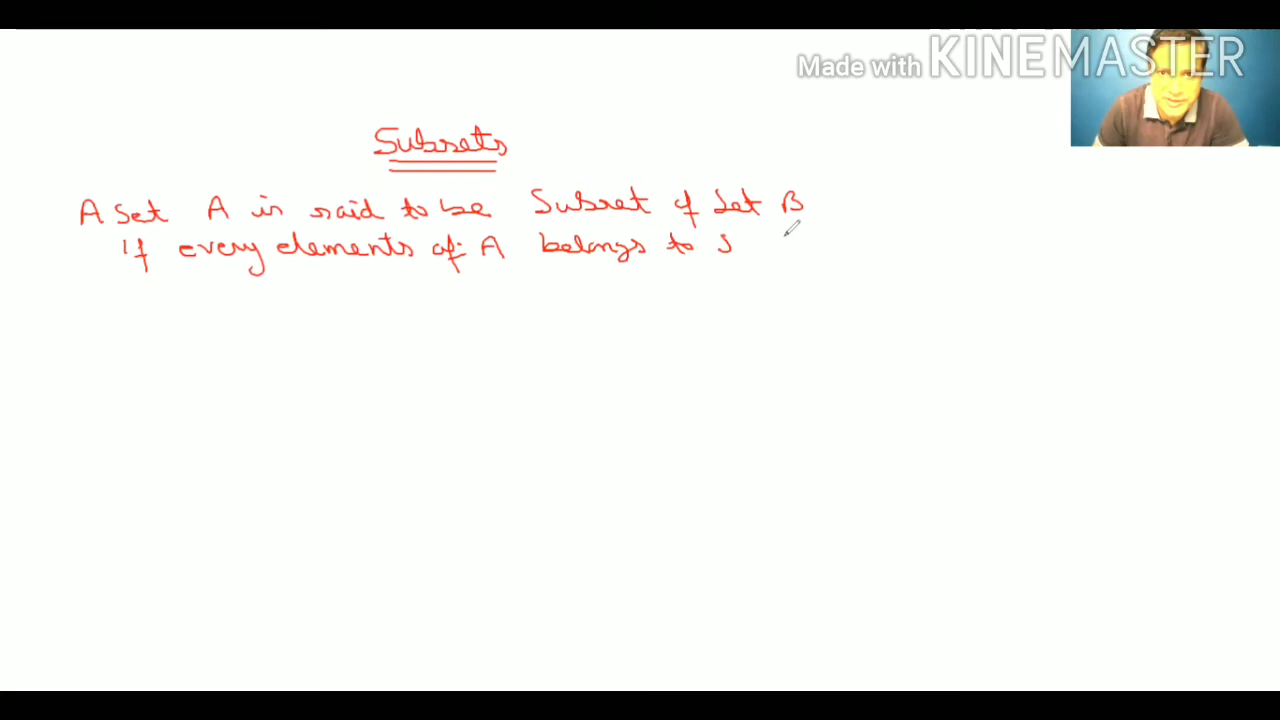 Made with KINEMASTER
Subsets
A Set A is said to be Subset of Set B
If every elements of A belongs to